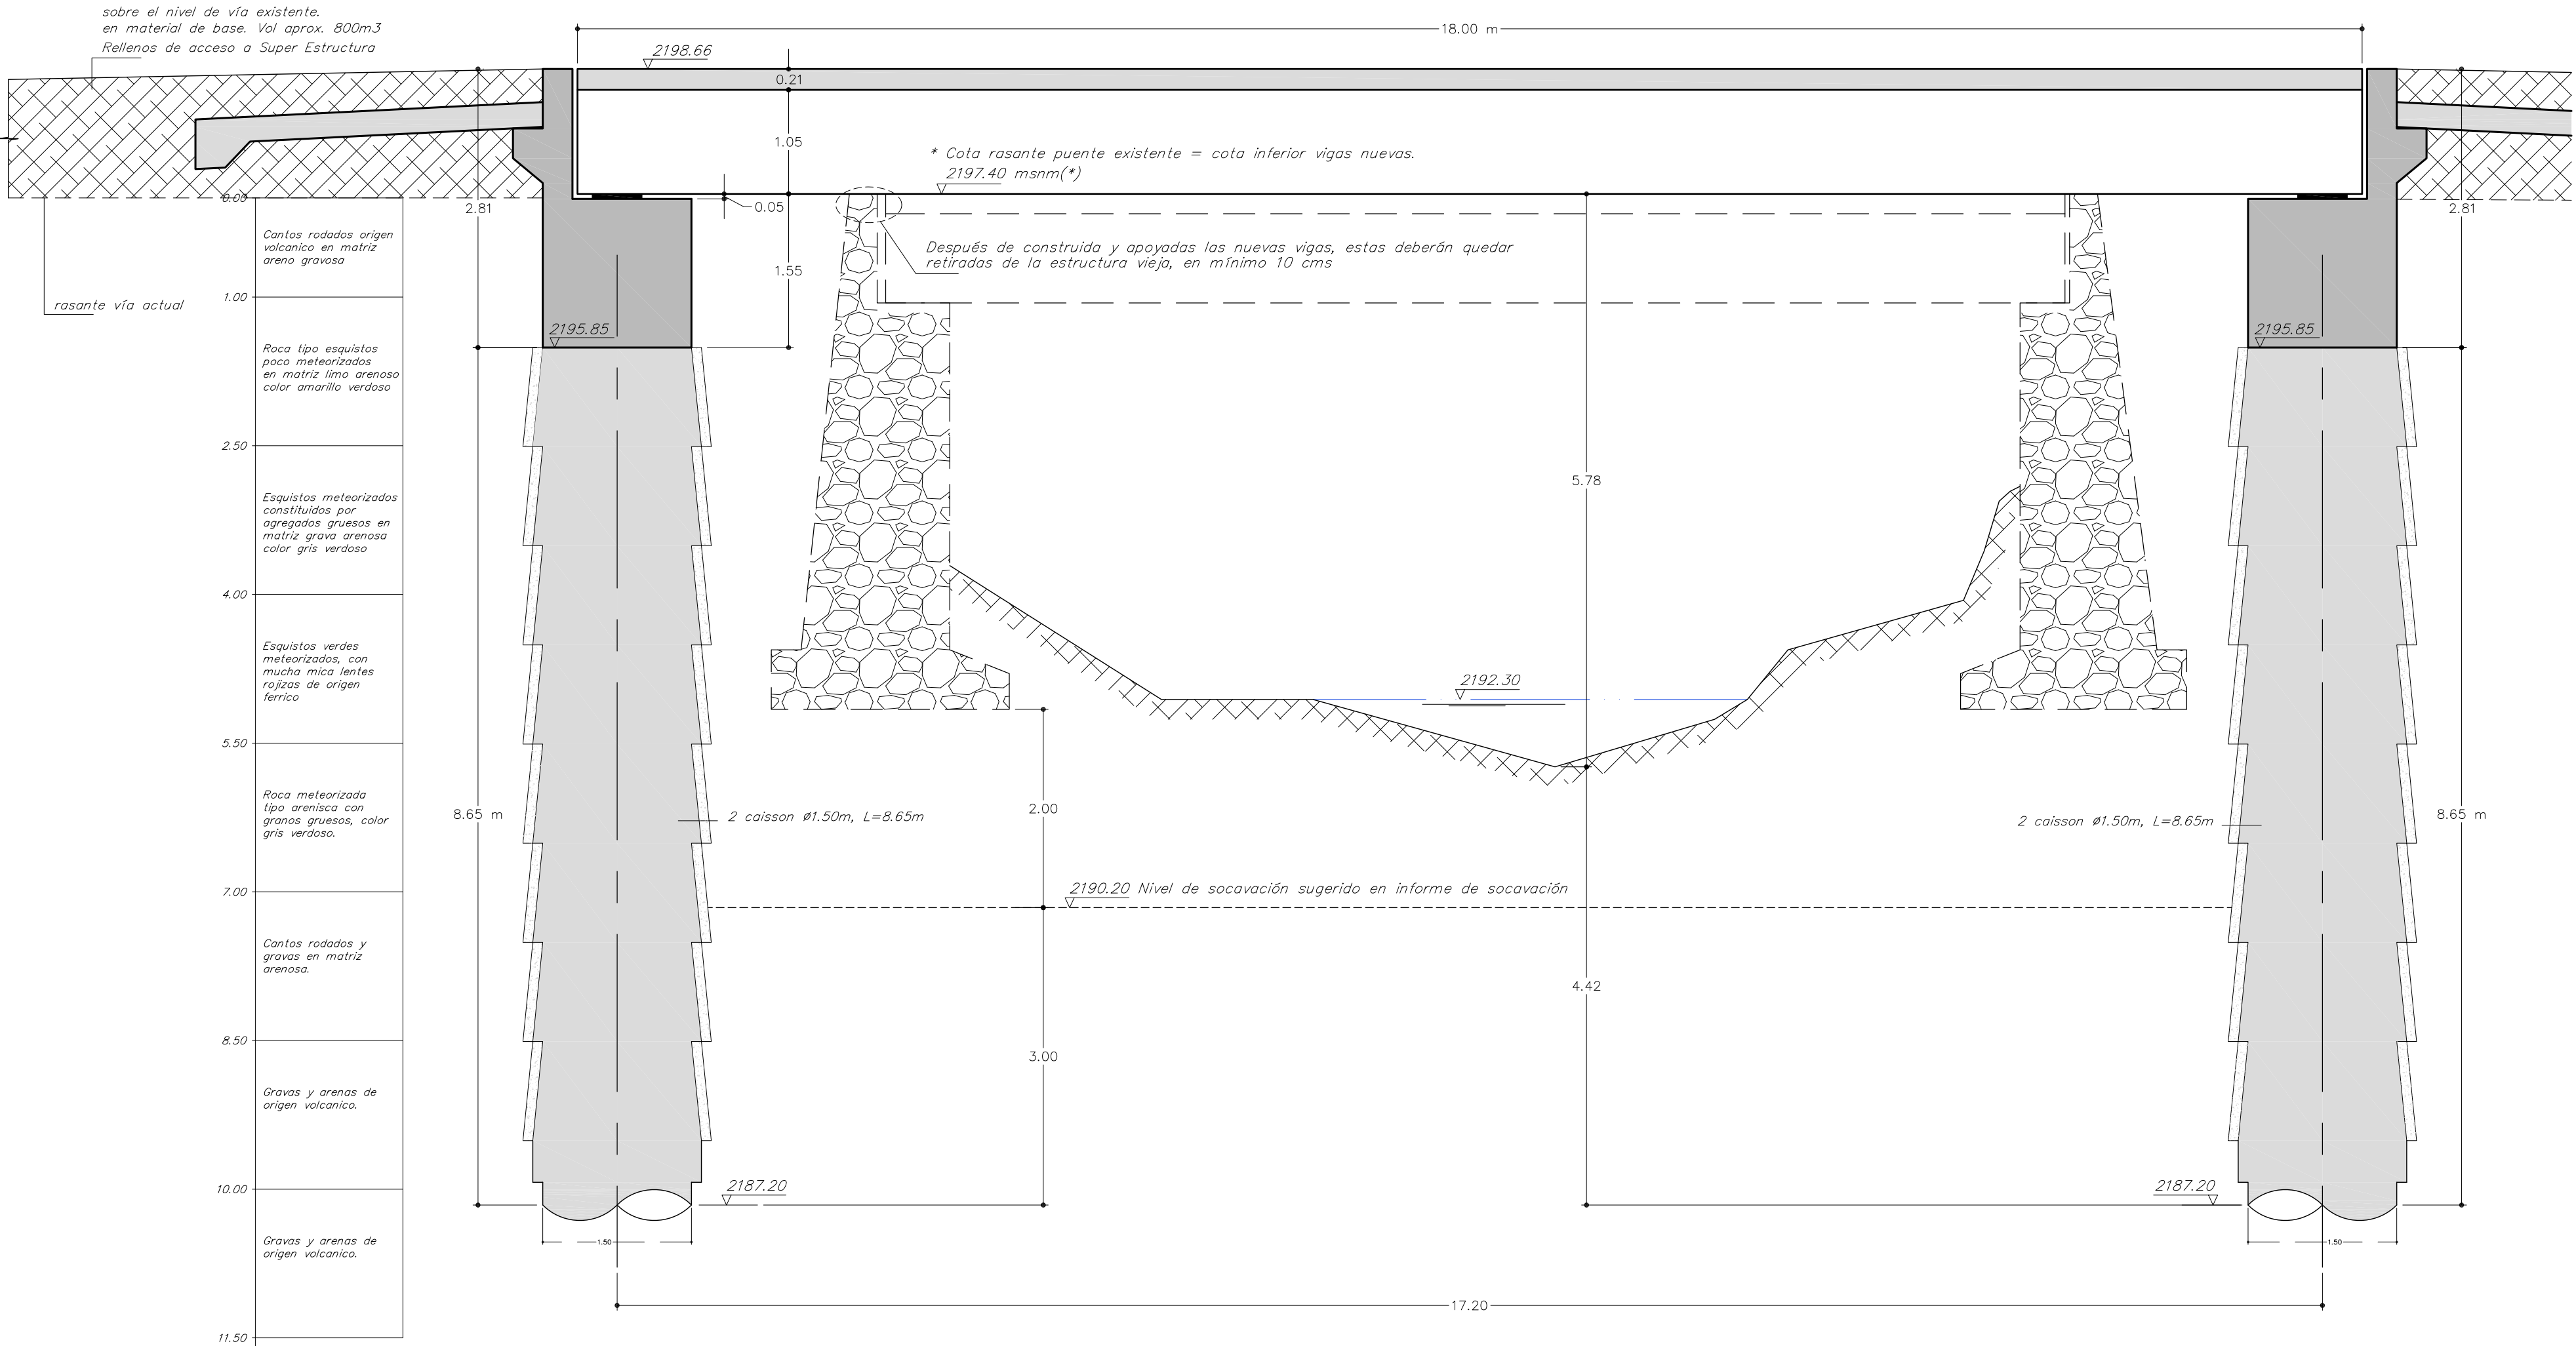 sobre el nivel de vía existente.
en material de base. Vol aprox. 800m3
Rellenos de acceso a Super Estructura
18.00 m
2198.66
0.21
1.05
* Cota rasante puente existente = cota inferior vigas nuevas.
2197.40 msnm(*)
0.05
2.81
2.81
Después de construida y apoyadas las nuevas vigas, estas deberán quedar
retiradas de la estructura vieja, en mínimo 10 cms
1.55
rasante vía actual
2195.85
2195.85
0.00
Cantos rodados origen
volcanico en matriz
areno gravosa
1.00
Roca tipo esquistos
poco meteorizados
en matriz limo arenoso
color amarillo verdoso
2.50
Esquistos meteorizados
constituidos por
agregados gruesos en
matriz grava arenosa
color gris verdoso
4.00
Esquistos verdes
meteorizados, con
mucha mica lentes
rojizas de origen
ferrico
5.50
Roca meteorizada
tipo arenisca con
granos gruesos, color
gris verdoso.
7.00
Cantos rodados y
gravas en matriz
arenosa.
8.50
Gravas y arenas de
origen volcanico.
10.00
Gravas y arenas de
origen volcanico.
11.50
5.78
2192.30
8.65 m
2 caisson ø1.50m, L=8.65m
2.00
2 caisson ø1.50m, L=8.65m
8.65 m
2190.20 Nivel de socavación sugerido en informe de socavación
4.42
3.00
2187.20
2187.20
1.50
1.50
17.20